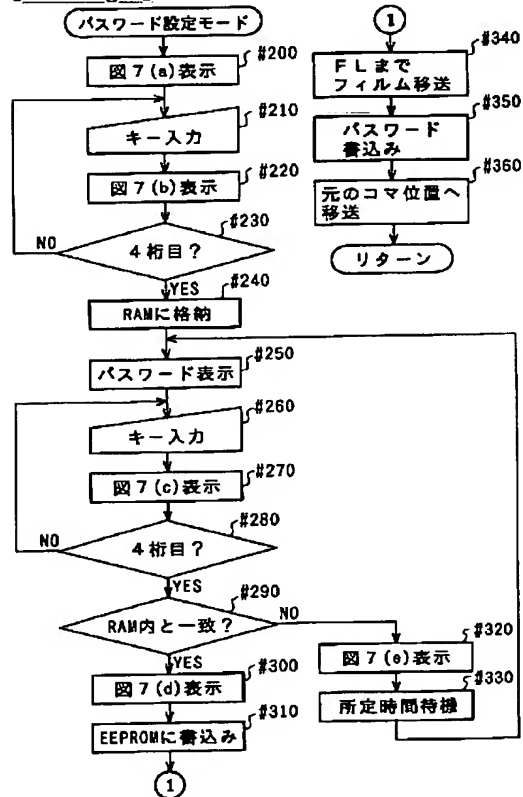 パスワード設定モード
#200
図7(a)表示
#210
キー入力
#220
図7(b)表示
#230
4桁目?
NO
YES
#240
RAMに格納
#250
パスワード表示
#260
キー入力
#270
図7(c)表示
#280
4桁目?
NO
YES
#290
RAM内と一致?
NO
YES
#300
図7(d)表示
#310
EEPROMに書込み
1
#320
図7(e)表示
#330
所定時間待機
1
#340
FLまで
フィルム移送
#350
パスワード
書込み
#360
元のコマ位置へ
移送
リターン